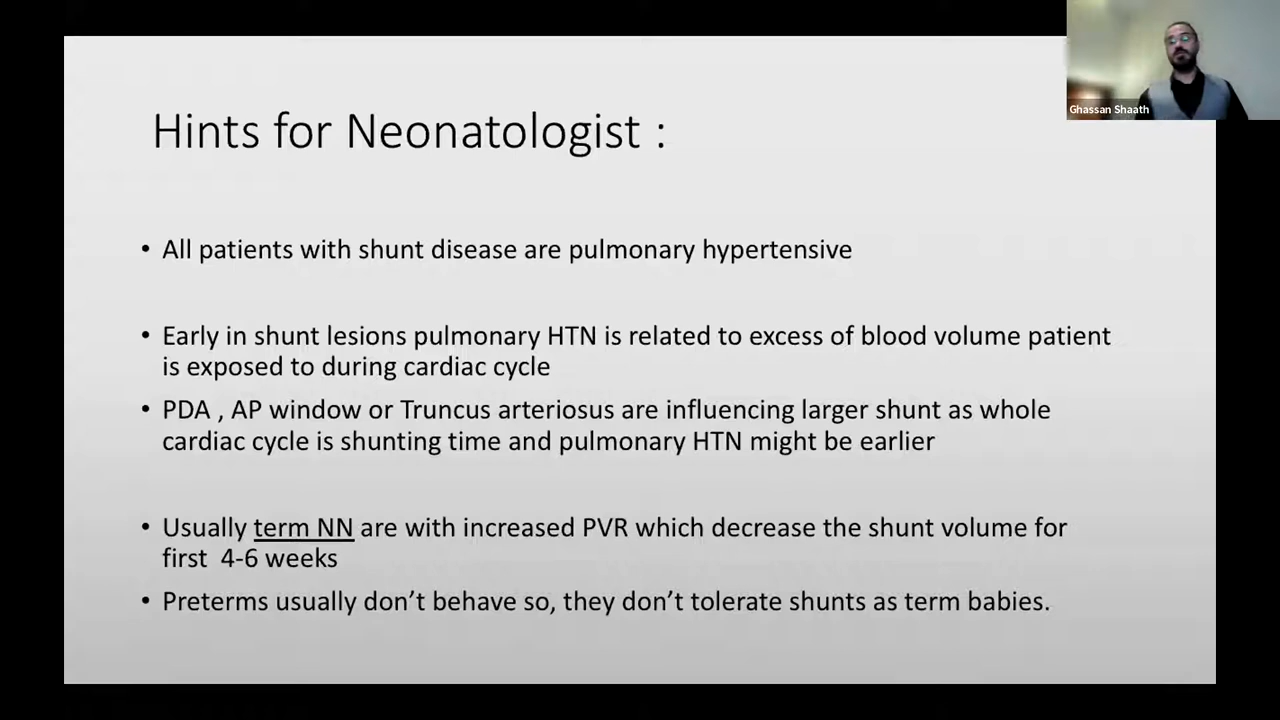 Ghassan Shaath
Hints for Neonatologist :
• All patients with shunt disease are pulmonary hypertensive
• Early in shunt lesions pulmonary HTN is related to excess of blood volume patient
is exposed to during cardiac cycle
• PDA , AP window or Truncus arteriosus are influencing larger shunt as whole
cardiac cycle is shunting time and pulmonary HTN might be earlier
• Usually term NN are with increased PVR which decrease the shunt volume for
first 4-6 weeks
• Preterms usually don’t behave so, they don’t tolerate shunts as term babies.